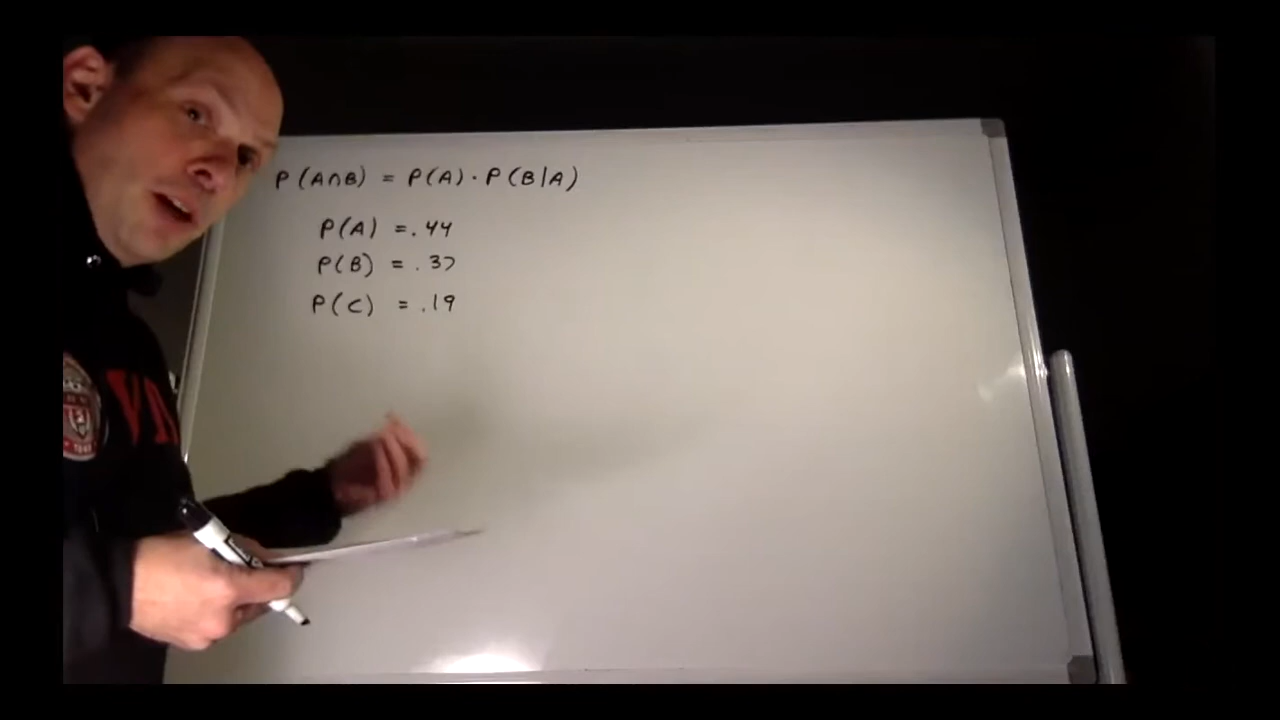 P(A∩B) = P(A) · P(B|A)
P(A) = .44
P(B) = .37
P(C) = .19